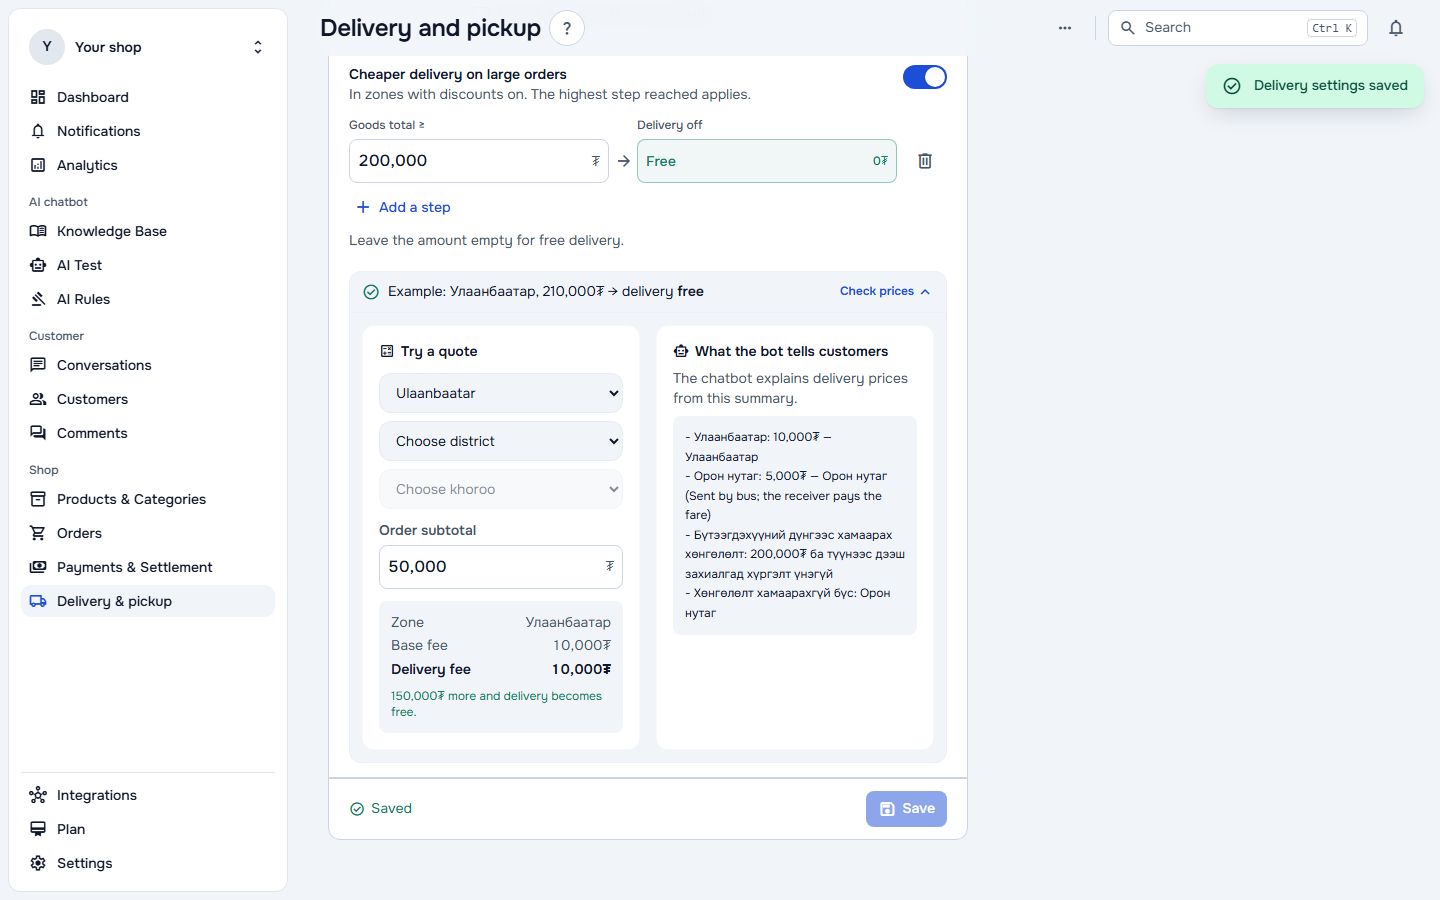 Y
Your shop
Dashboard
Notifications
Analytics
AI chatbot
Knowledge Base
AI Test
AI Rules
Customer
Conversations
Customers
Comments
Shop
Products & Categories
Orders
Payments & Settlement
Delivery & pickup
Integrations
Plan
Settings
Delivery and pickup
?
Search
Ctrl K
Delivery settings saved
Cheaper delivery on large orders
In zones with discounts on. The highest step reached applies.
Goods total ≥
Delivery off
200,000 ₮
→
Free 0₮
+ Add a step
Leave the amount empty for free delivery.
Example: Улаанбаатар, 210,000₮ → delivery free
Check prices
Try a quote
Ulaanbaatar
Choose district
Choose khoroo
Order subtotal
50,000 ₮
Zone Улаанбаатар
Base fee 10,000₮
Delivery fee 10,000₮
150,000₮ more and delivery becomes
free.
What the bot tells customers
The chatbot explains delivery prices
from this summary.
- Улаанбаатар: 10,000₮ —
Улаанбаатар
- Орон нутаг: 5,000₮ — Орон нутаг
(Sent by bus; the receiver pays the
fare)
- Бүтээгдэхүүний дүнгээс хамаарах
хөнгөлөлт: 200,000₮ ба түүнээс дээш
захиалгад хүргэлт үнэгүй
- Хөнгөлөлт хамаарахгүй бүс: Орон
нутаг
Saved
Save